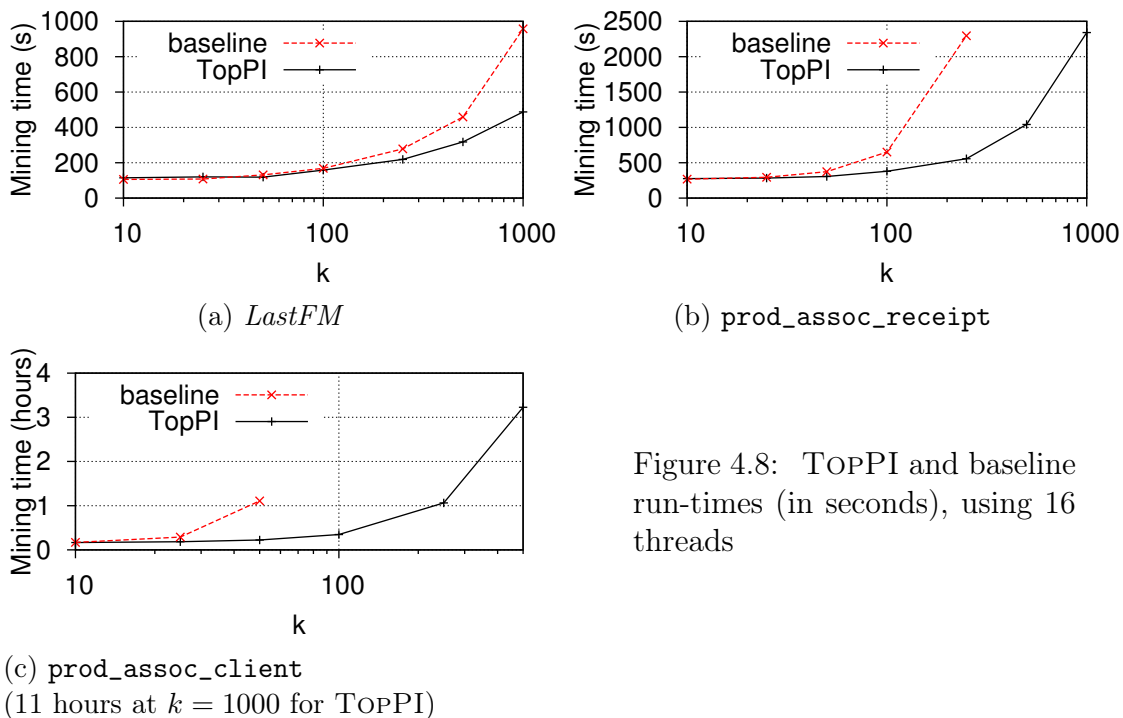 Mining time (s)
1000
800
600
400
200
0
baseline
TopPI
10
100
1000
k
(a) LastFM
Mining time (s)
2500
2000
1500
1000
500
0
baseline
TopPI
10
100
1000
k
(b) prod_assoc_receipt
Mining time (hours)
4
3
2
1
0
baseline
TopPI
10
100
k
(c) prod_assoc_client
(11 hours at k = 1000 for TOPPI)
Figure 4.8: TOPPI and baseline
run-times (in seconds), using 16
threads